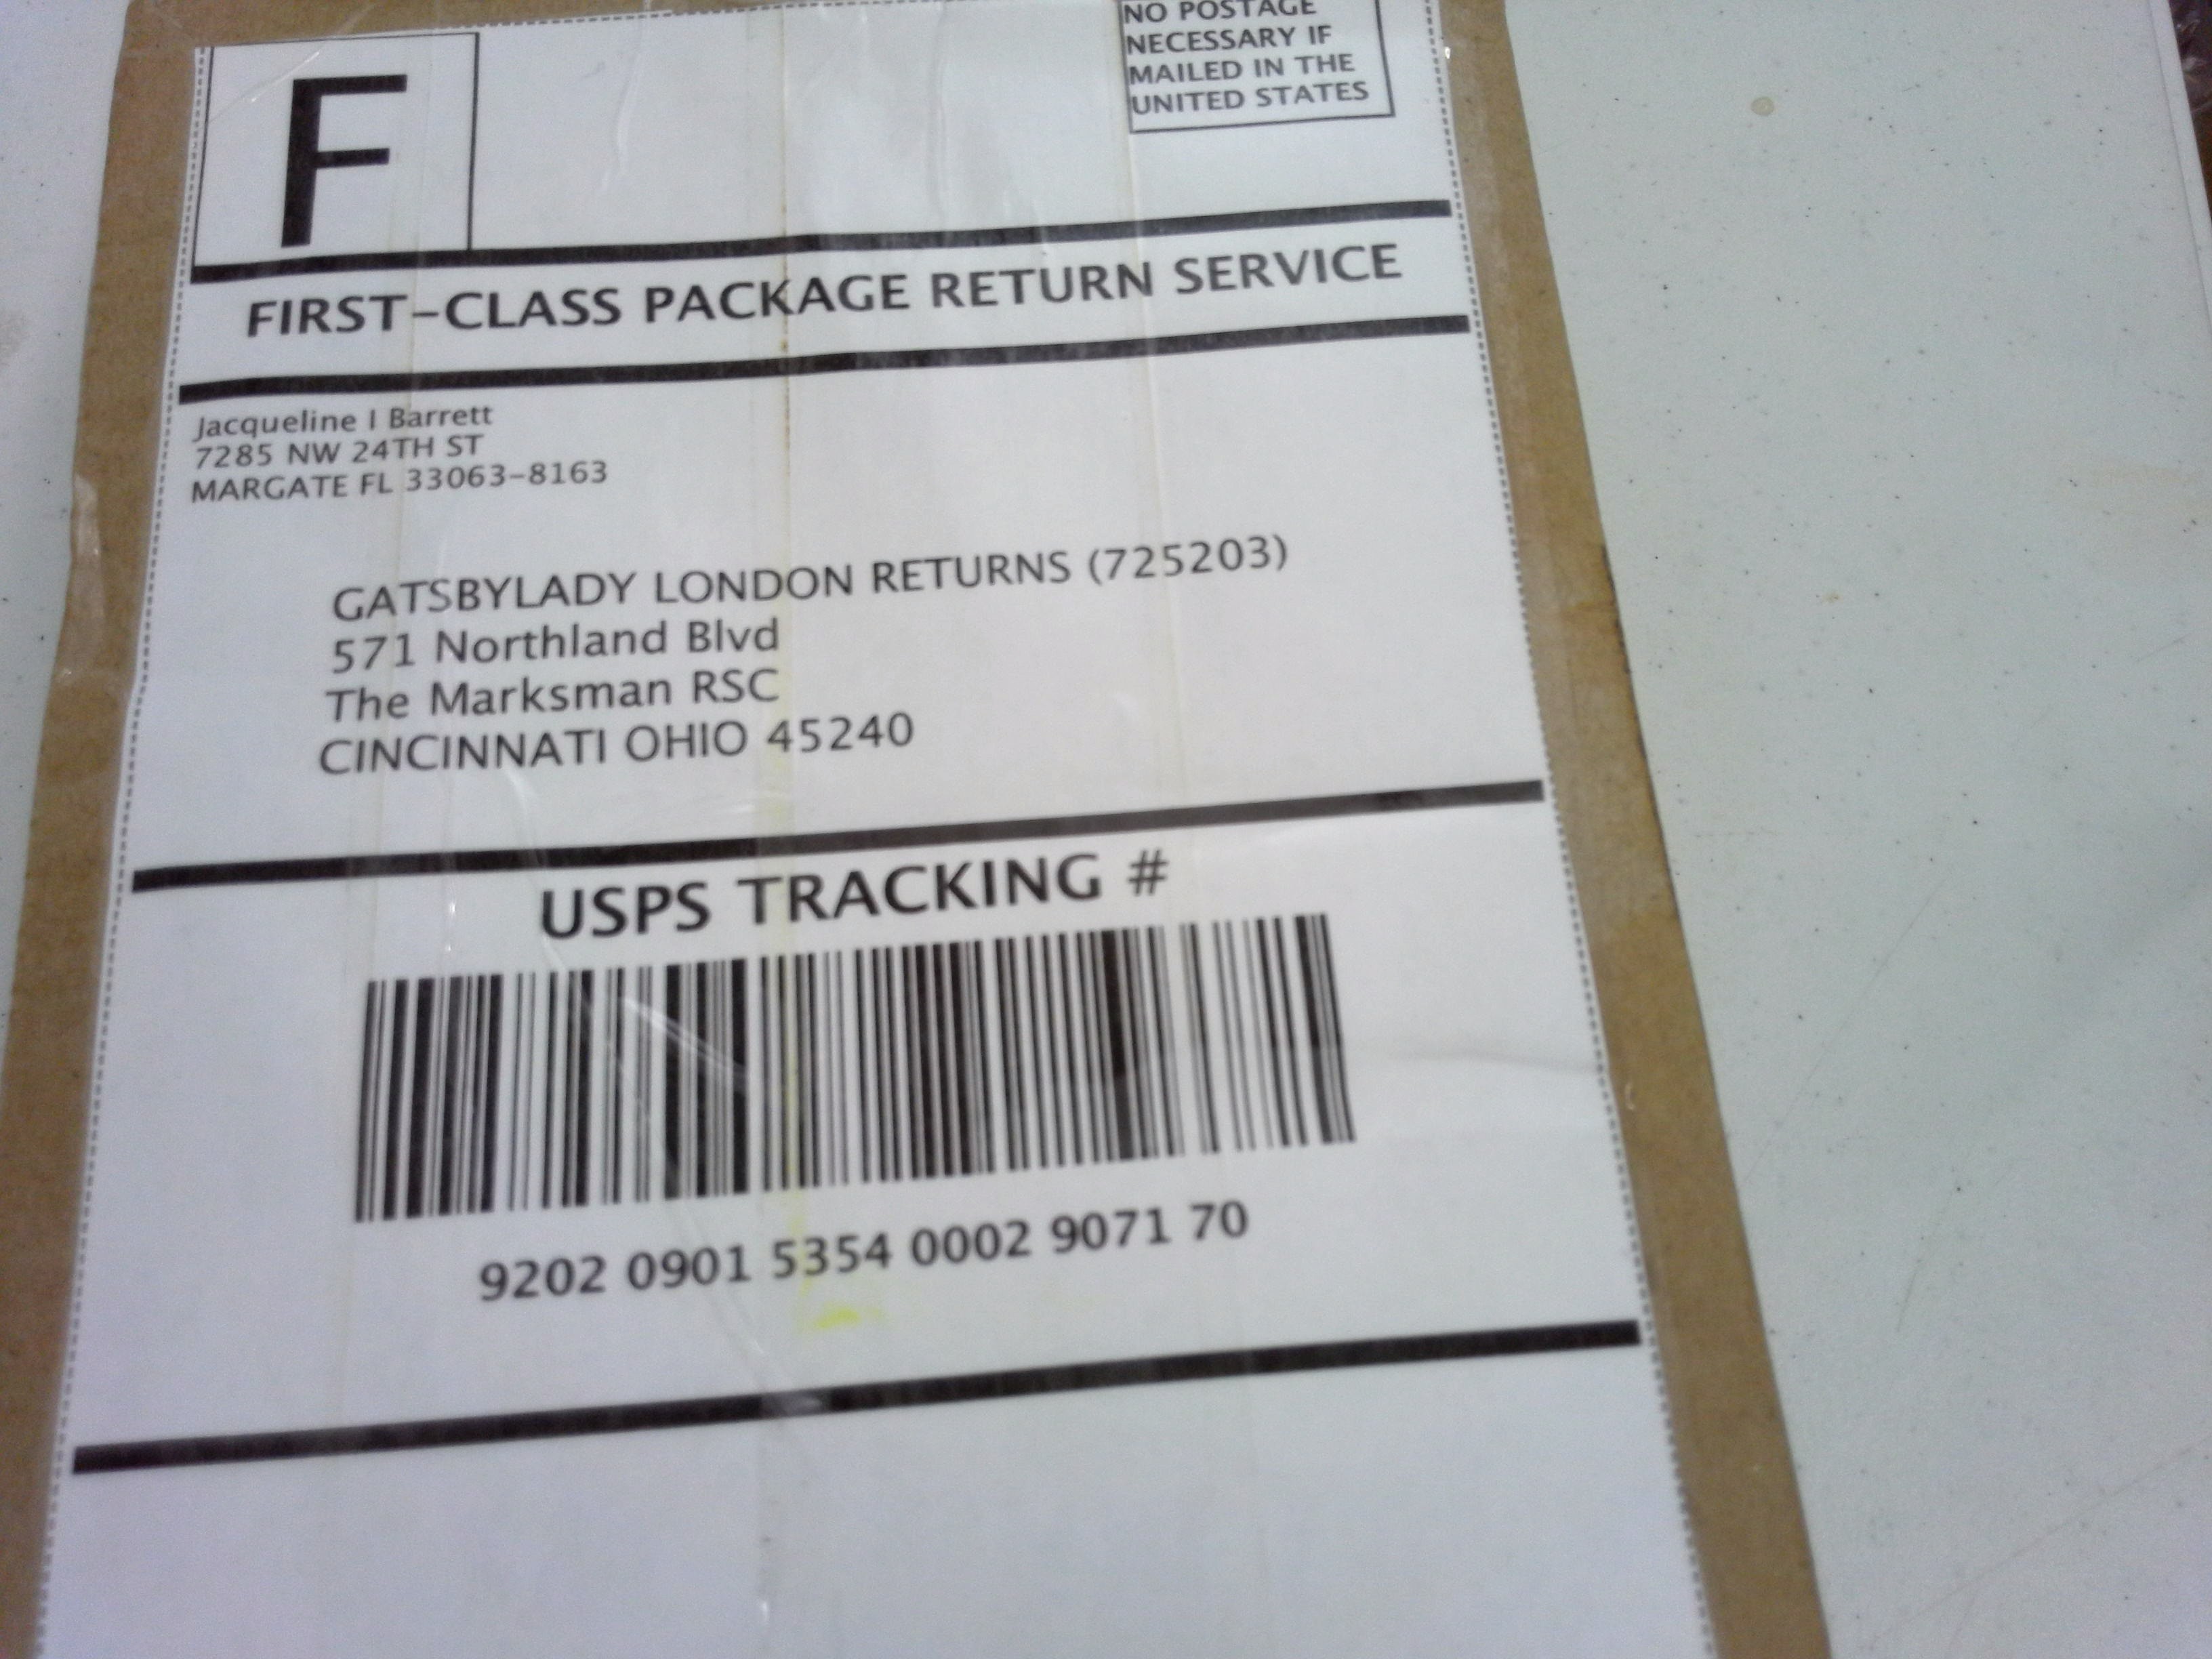 F
NO POSTAGE
NECESSARY IF
MAILED IN THE
UNITED STATES
FIRST-CLASS PACKAGE RETURN SERVICE
Jacqueline I Barrett
7285 NW 24TH ST
MARGATE FL 33063-8163
GATSBYLADY LONDON RETURNS (725203)
571 Northland Blvd
The Marksman RSC
CINCINNATI OHIO 45240
USPS TRACKING #
9202 0901 5354 0002 9071 70